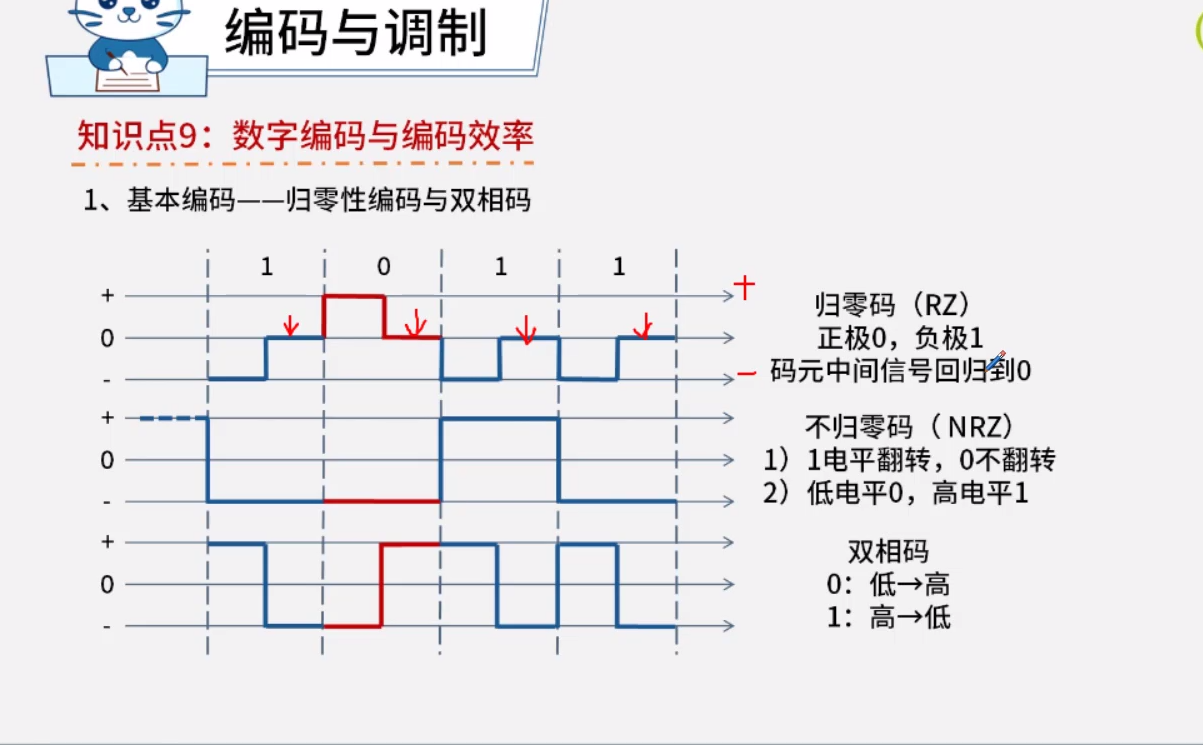 编码与调制
知识点9：数字编码与编码效率
1、基本编码——归零性编码与双相码
1 0 1 1
+
0
-
+
-
归零码（RZ）
正极0，负极1
码元中间信号回归到0
+
0
-
不归零码（ NRZ）
1）1电平翻转，0不翻转
2）低电平0，高电平1
+
0
-
双相码
0：低→高
1：高→低